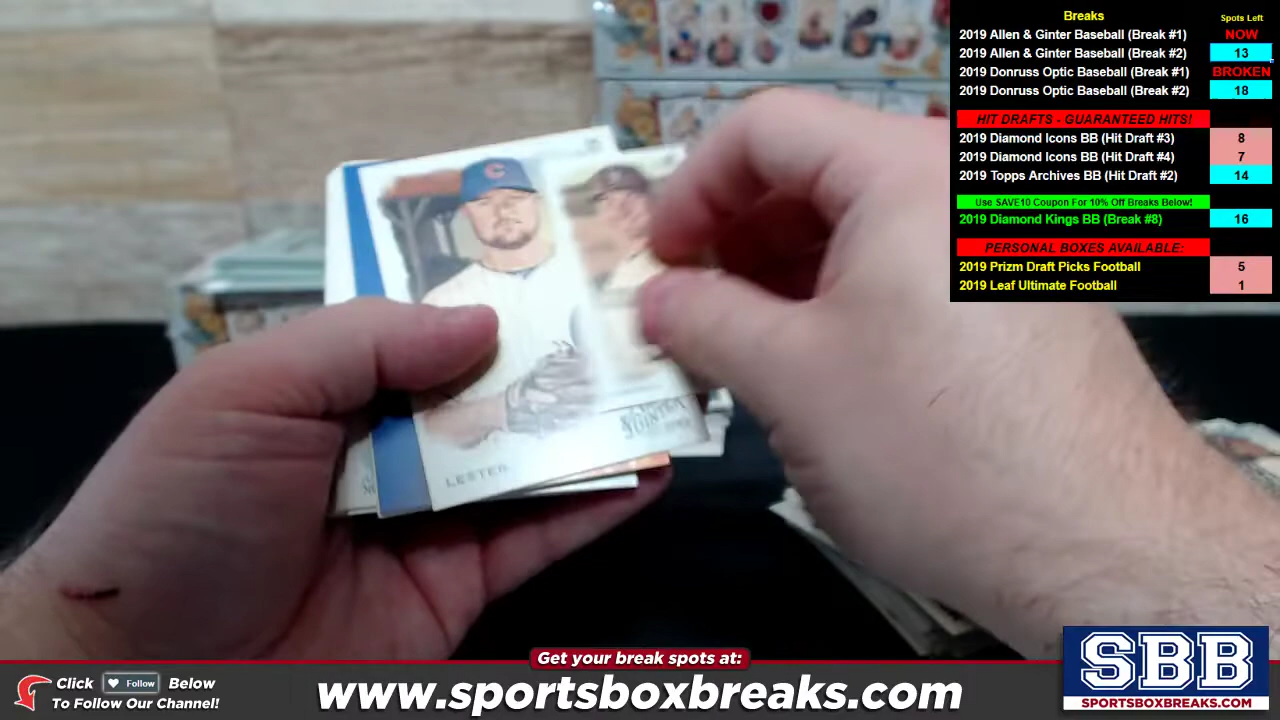 Breaks Spots Left
2019 Allen & Ginter Baseball (Break #1) NOW
2019 Allen & Ginter Baseball (Break #2) 13
2019 Donruss Optic Baseball (Break #1) BROKEN
2019 Donruss Optic Baseball (Break #2) 18
HIT DRAFTS - GUARANTEED HITS!
2019 Diamond Icons BB (Hit Draft #3) 8
2019 Diamond Icons BB (Hit Draft #4) 7
2019 Topps Archives BB (Hit Draft #2) 14
Use SAVE10 Coupon For 10% Off Breaks Below!
2019 Diamond Kings BB (Break #8) 16
PERSONAL BOXES AVAILABLE:
2019 Prizm Draft Picks Football 5
2019 Leaf Ultimate Football 1
C
LESTER
Get your break spots at:
Click Follow Below
To Follow Our Channel!
www.sportsboxbreaks.com
SBB
SPORTSBOXBREAKS.COM